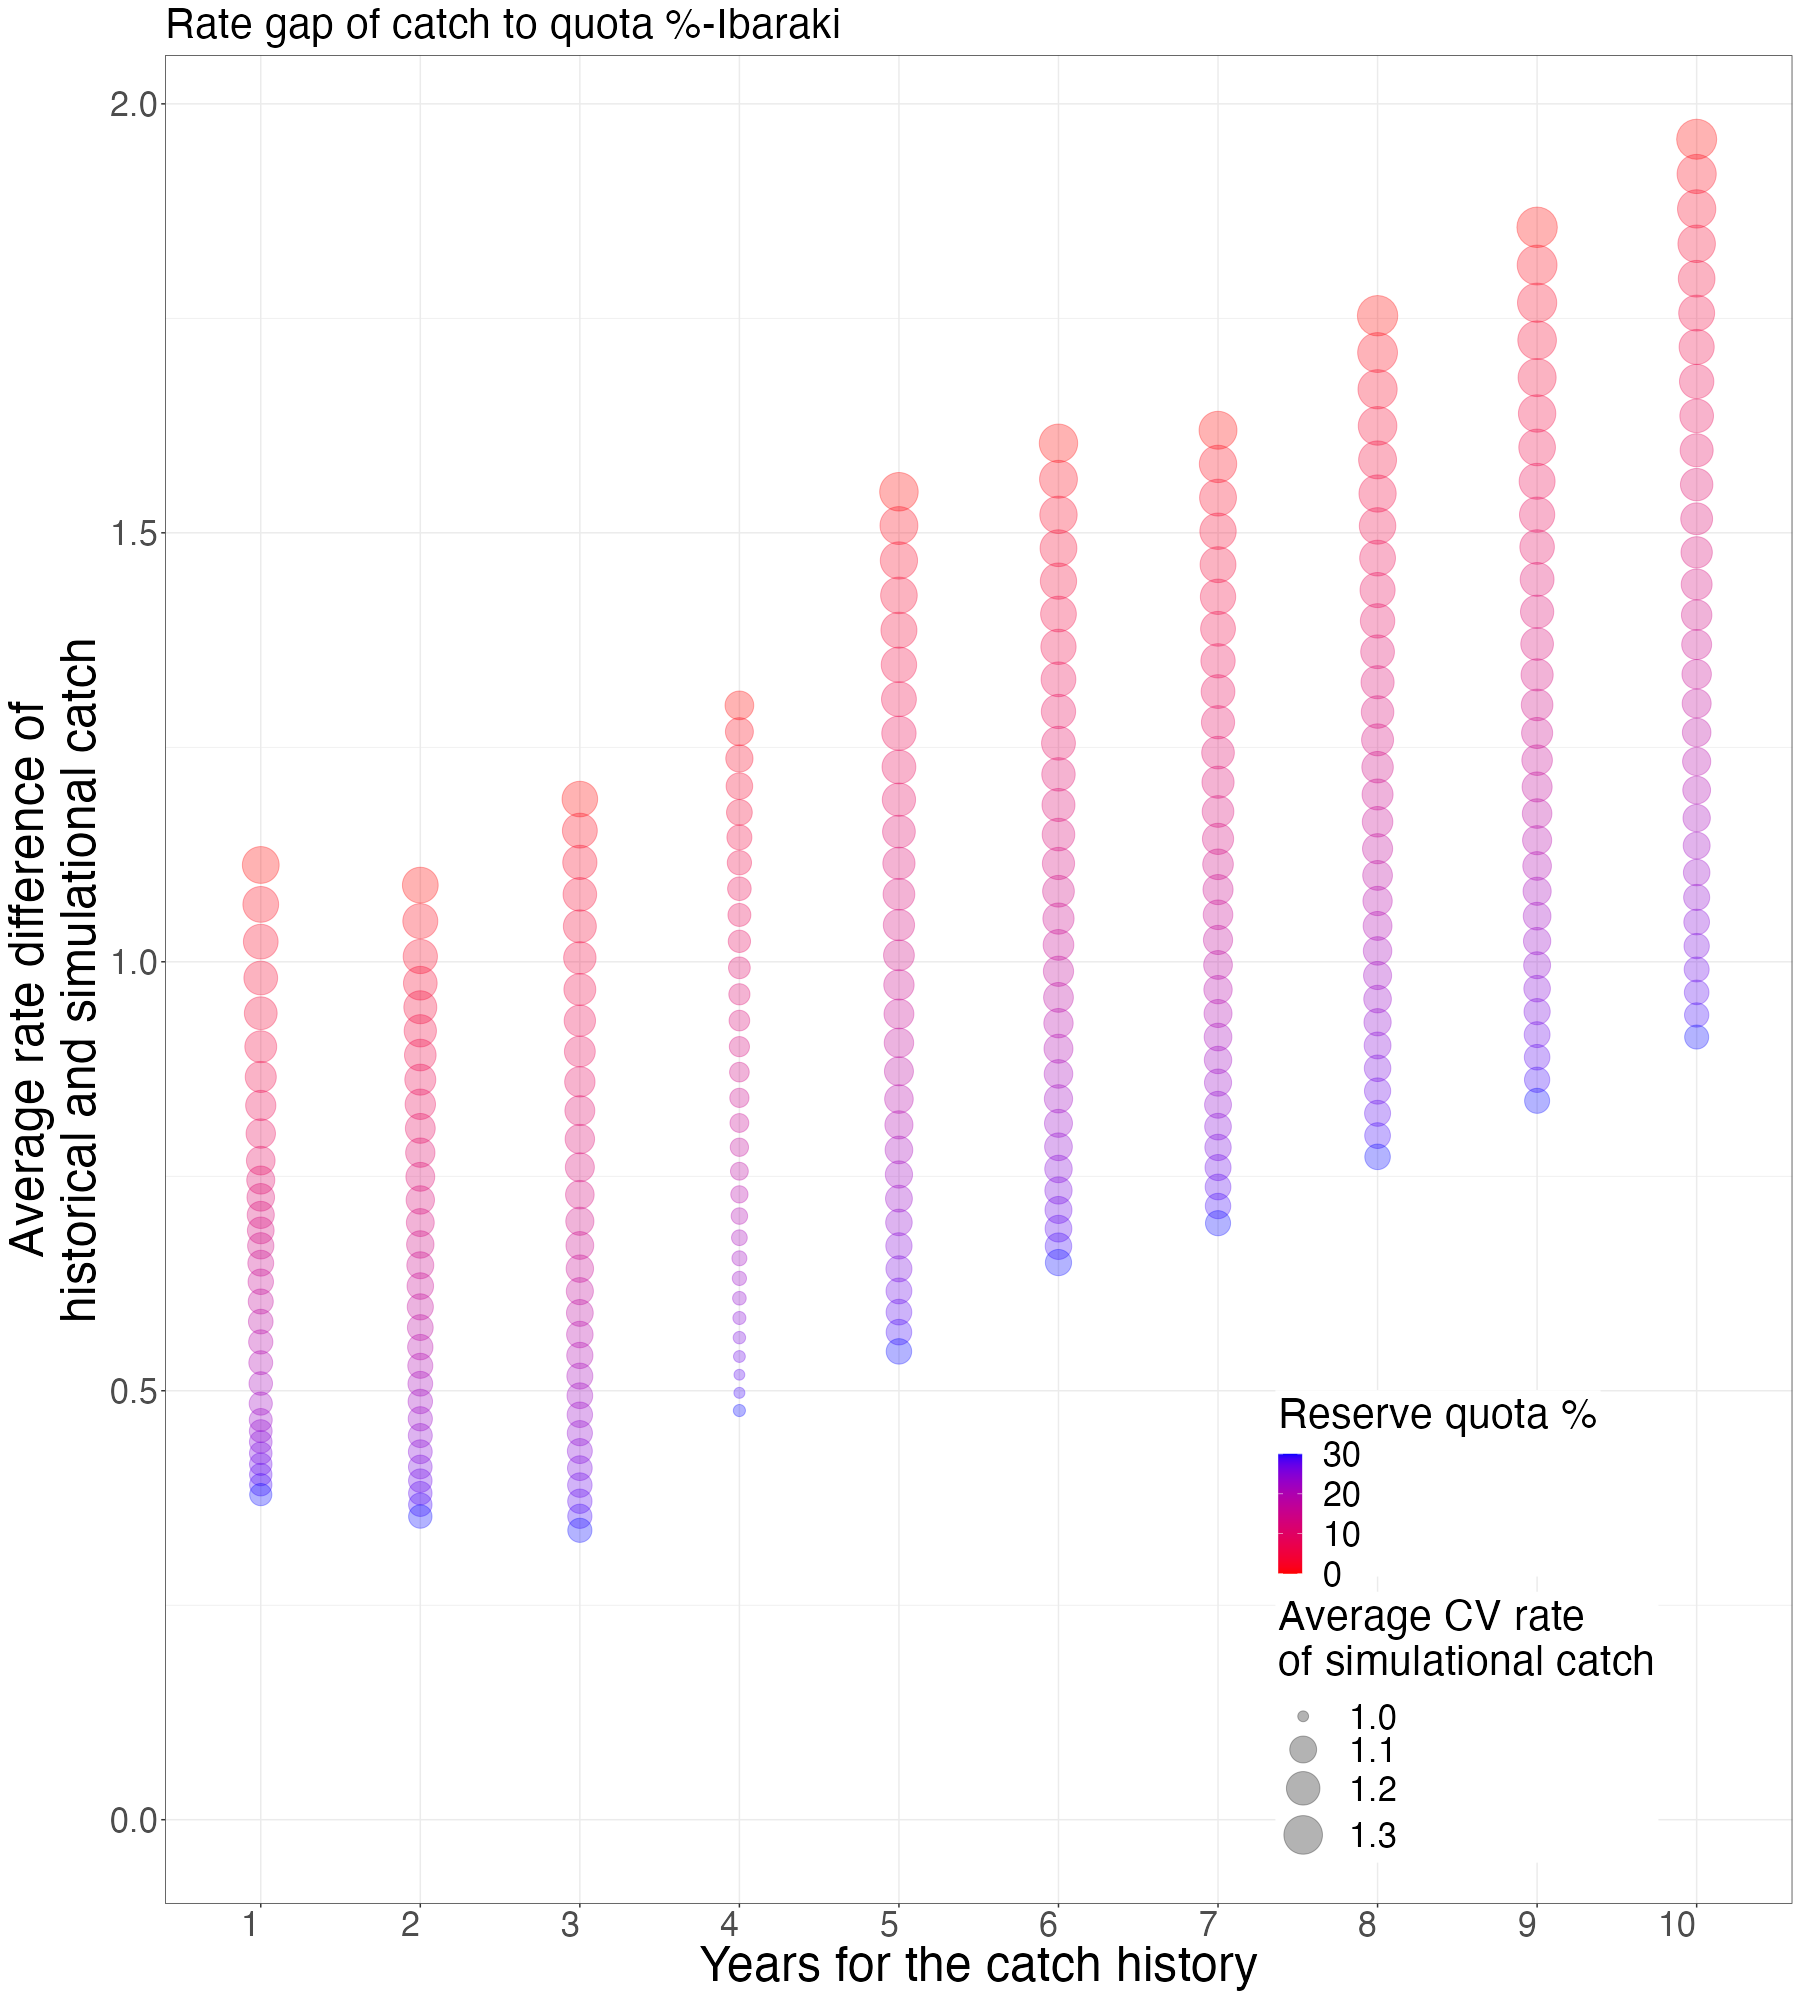 Rate gap of catch to quota %-Ibaraki
Average rate difference of
historical and simulational catch
2.0
1.5
1.0
0.5
0.0
Reserve quota %
30
20
10
0
Average CV rate
of simulational catch
1.0
1.1
1.2
1.3
1 2 3 4 5 6 7 8 9 10
Years for the catch history